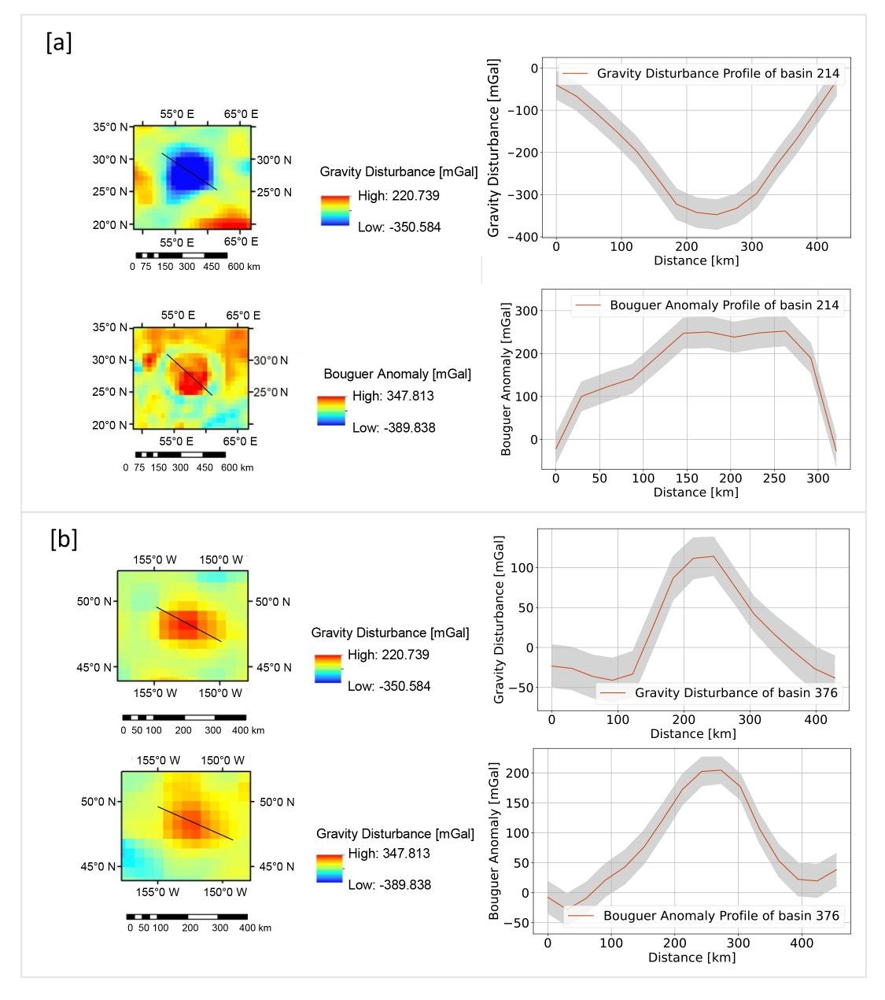 [a]
55°0 E 65°0 E
35°0 N
30°0 N 30°0 N
25°0 N 25°0 N
20°0 N
55°0 E 65°0 E
0 75 150 300 450 600 km
Gravity Disturbance [mGal]
High: 220.739
Low: -350.584
Gravity Disturbance [mGal]
0
−100
−200
−300
−400
Gravity Disturbance Profile of basin 214
0 100 200 300 400
Distance [km]
55°0 E 65°0 E
35°0 N
30°0 N 30°0 N
25°0 N 25°0 N
20°0 N
55°0 E 65°0 E
0 75 150 300 450 600 km
Bouguer Anomaly [mGal]
High: 347.813
Low: -389.838
Bouguer Anomaly [mGal]
300
200
100
0
Bouguer Anomaly Profile of basin 214
0 50 100 150 200 250 300
Distance [km]
[b]
155°0 W 150°0 W
50°0 N 50°0 N
45°0 N 45°0 N
155°0 W 150°0 W
0 50 100 200 300 400 km
Gravity Disturbance [mGal]
High: 220.739
Low: -350.584
Gravity Disturbance [mGal]
100
50
0
−50
Gravity Disturbance of basin 376
0 100 200 300 400
Distance [km]
155°0 W 150°0 W
50°0 N 50°0 N
45°0 N 45°0 N
155°0 W 150°0 W
0 50 100 200 300 400 km
Gravity Disturbance [mGal]
High: 347.813
Low: -389.838
Bouguer Anomaly [mGal]
200
150
100
50
0
−50
Bouguer Anomaly Profile of basin 376
0 100 200 300 400
Distance [km]